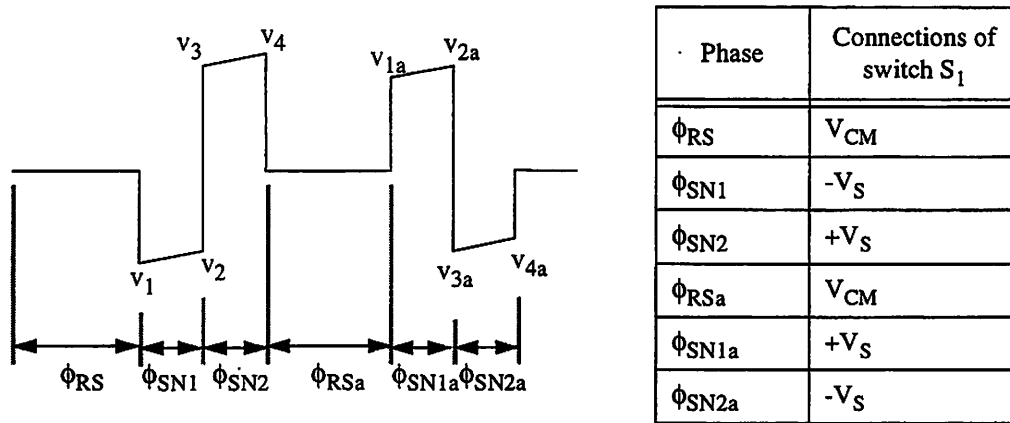 v3 v4 v1a v2a
v1 v2 v3a v4a
ϕRS ϕSN1 ϕSN2 ϕRSa ϕSN1a ϕSN2a
Phase Connections of
switch S1
ϕRS VCM
ϕSN1 -VS
ϕSN2 +VS
ϕRSa VCM
ϕSN1a +VS
ϕSN2a -VS